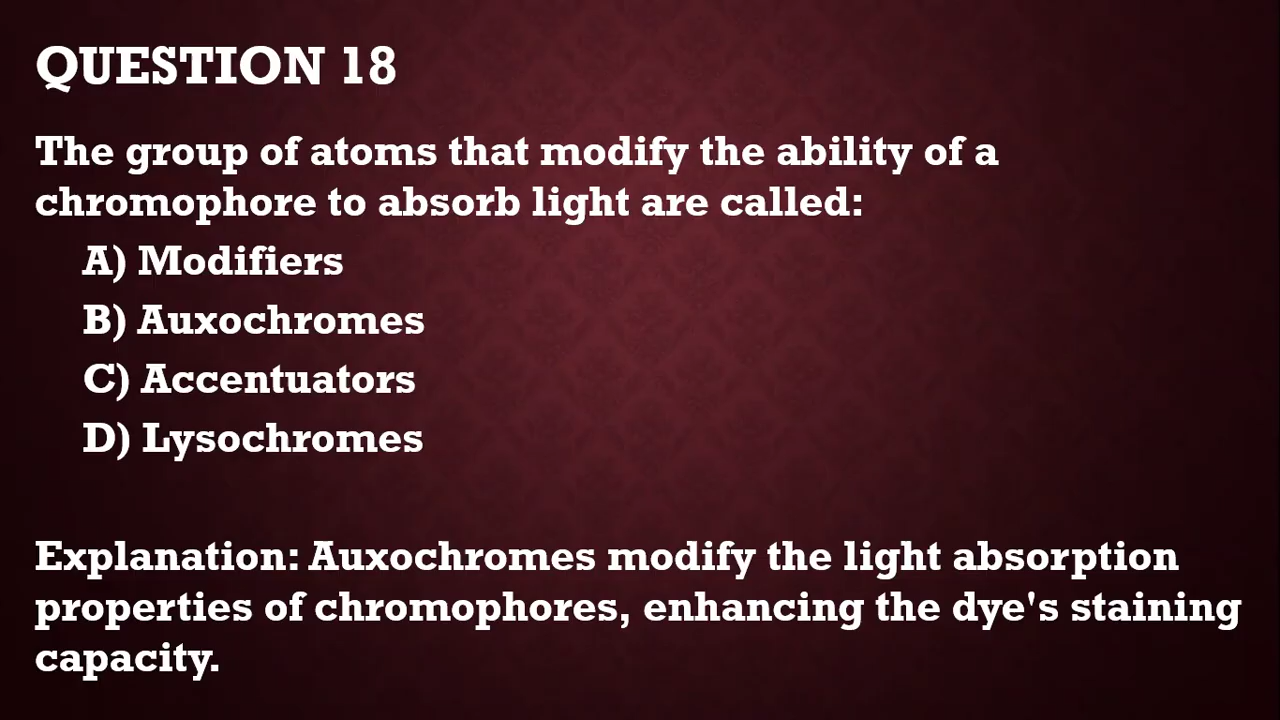 QUESTION 18
The group of atoms that modify the ability of a
chromophore to absorb light are called:
A) Modifiers
B) Auxochromes
C) Accentuators
D) Lysochromes
Explanation: Auxochromes modify the light absorption
properties of chromophores, enhancing the dye's staining
capacity.